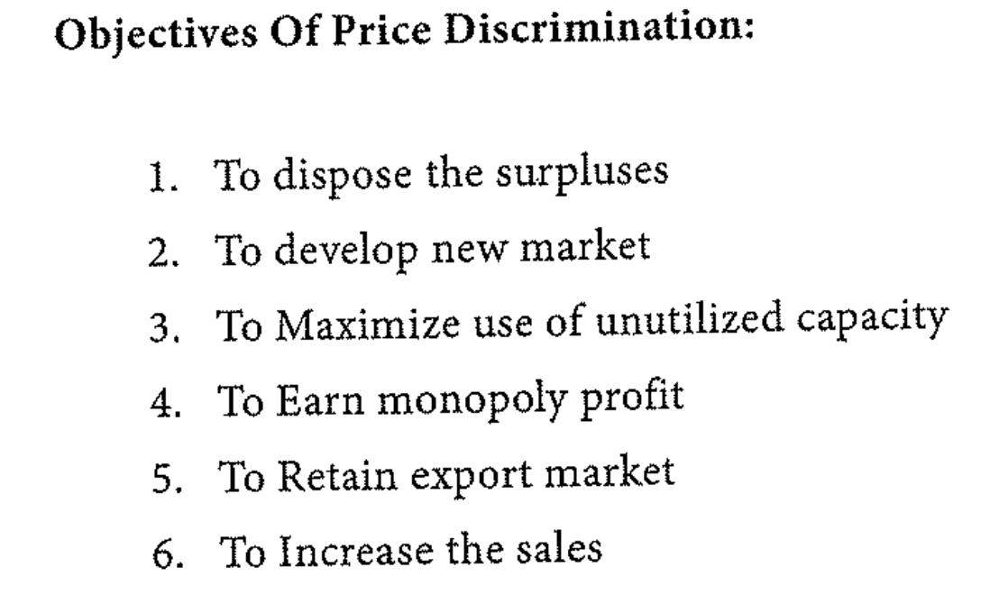 Objectives Of Price Discrimination:
1. To dispose the surpluses
2. To develop new market
3. To Maximize use of unutilized capacity
4. To Earn monopoly profit
5. To Retain export market
6. To Increase the sales